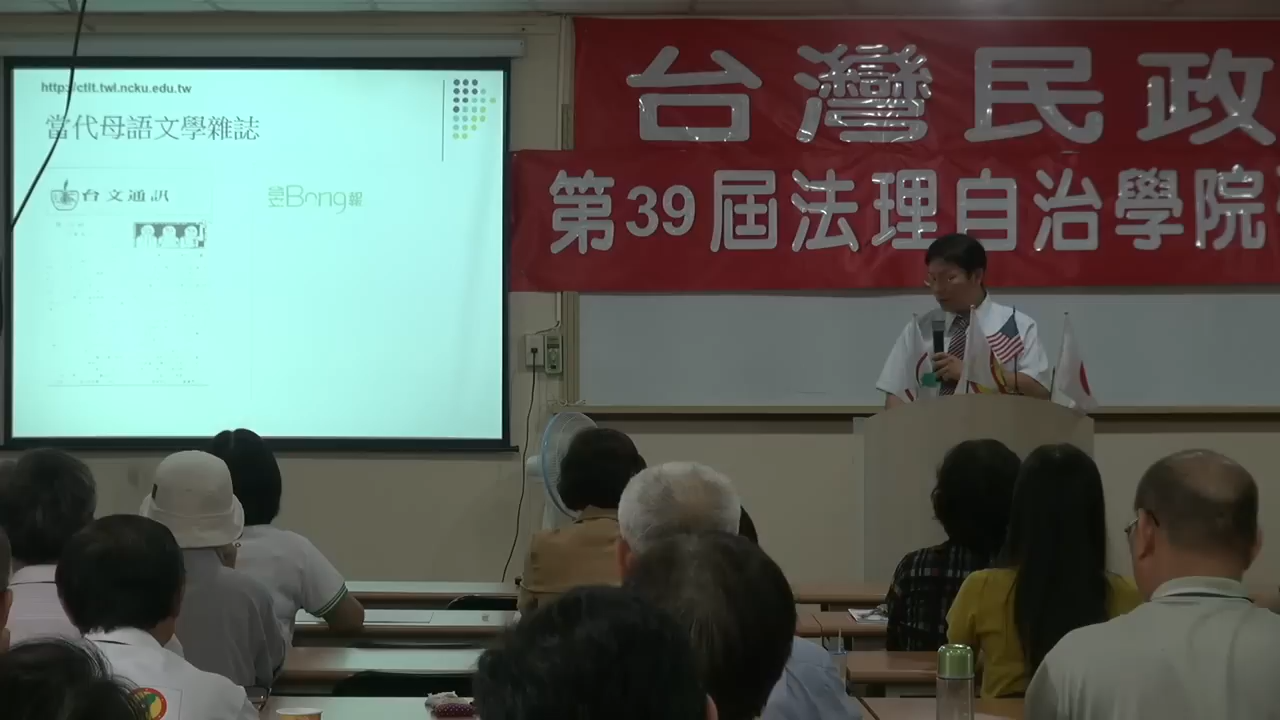 http://ctlt.twl.ncku.edu.tw
當代母語文學雜誌
台文通訊
Bong報
台灣民政
第39屆法理自治學院